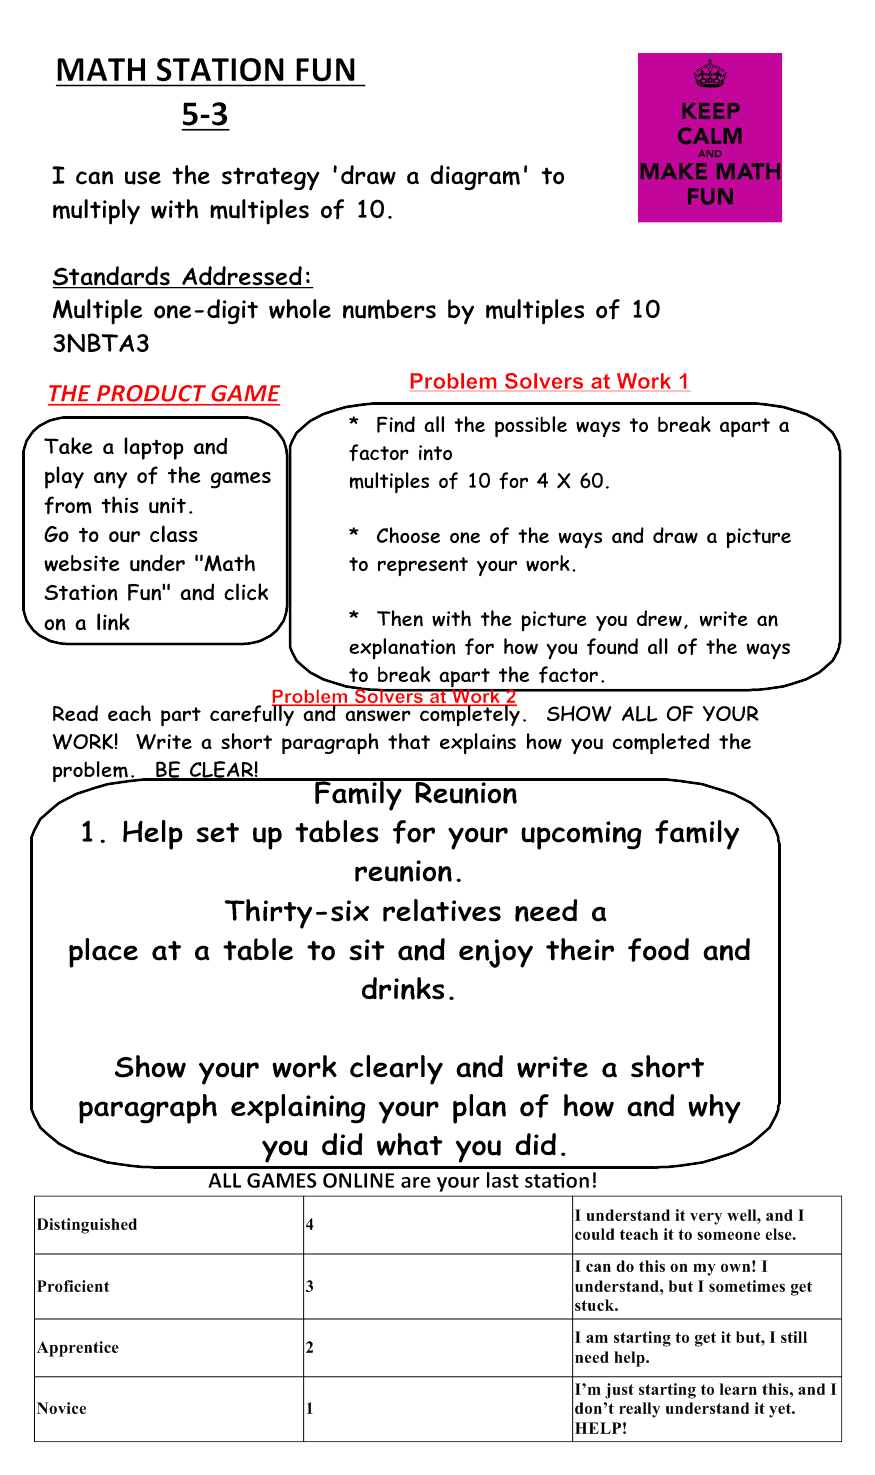 MATH STATION FUN
5-3
KEEP
CALM
AND
MAKE MATH
FUN
I can use the strategy 'draw a diagram' to
multiply with multiples of 10.
Standards Addressed:
Multiple one-digit whole numbers by multiples of 10
3NBTA3
THE PRODUCT GAME
Take a laptop and
play any of the games
from this unit.
Go to our class
website under "Math
Station Fun" and click
on a link
Problem Solvers at Work 1
* Find all the possible ways to break apart a
factor into
multiples of 10 for 4 X 60.
* Choose one of the ways and draw a picture
to represent your work.
* Then with the picture you drew, write an
explanation for how you found all of the ways
to break apart the factor.
Problem Solvers at Work 2
Read each part carefully and answer completely. SHOW ALL OF YOUR
WORK! Write a short paragraph that explains how you completed the
problem. BE CLEAR!
Family Reunion
1. Help set up tables for your upcoming family
reunion.
Thirty-six relatives need a
place at a table to sit and enjoy their food and
drinks.
Show your work clearly and write a short
paragraph explaining your plan of how and why
you did what you did.
ALL GAMES ONLINE are your last station!
Distinguished 4 I understand it very well, and I
could teach it to someone else.
Proficient 3 I can do this on my own! I
understand, but I sometimes get
stuck.
Apprentice 2 I am starting to get it but, I still
need help.
Novice 1 I’m just starting to learn this, and I
don’t really understand it yet.
HELP!